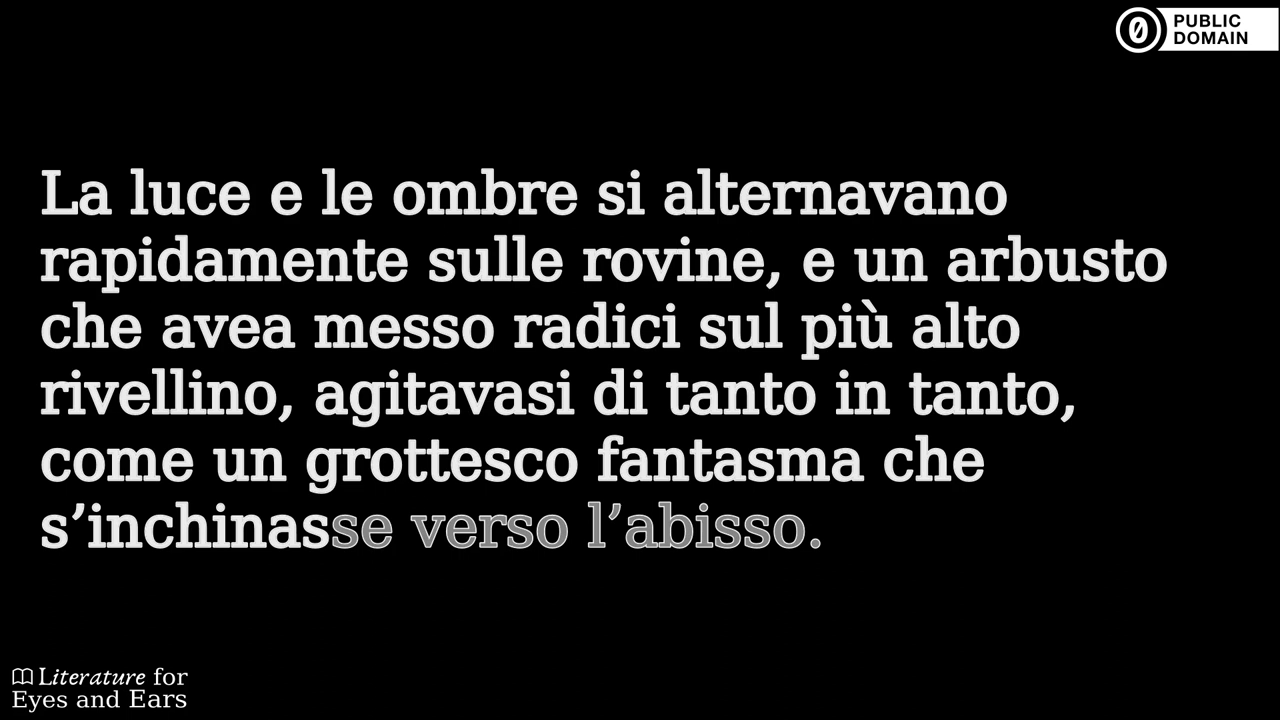 PUBLIC
DOMAIN
La luce e le ombre si alternavano
rapidamente sulle rovine, e un arbusto
che avea messo radici sul più alto
rivellino, agitavasi di tanto in tanto,
come un grottesco fantasma che
s’inchinasse verso l’abisso.
Literature for
Eyes and Ears